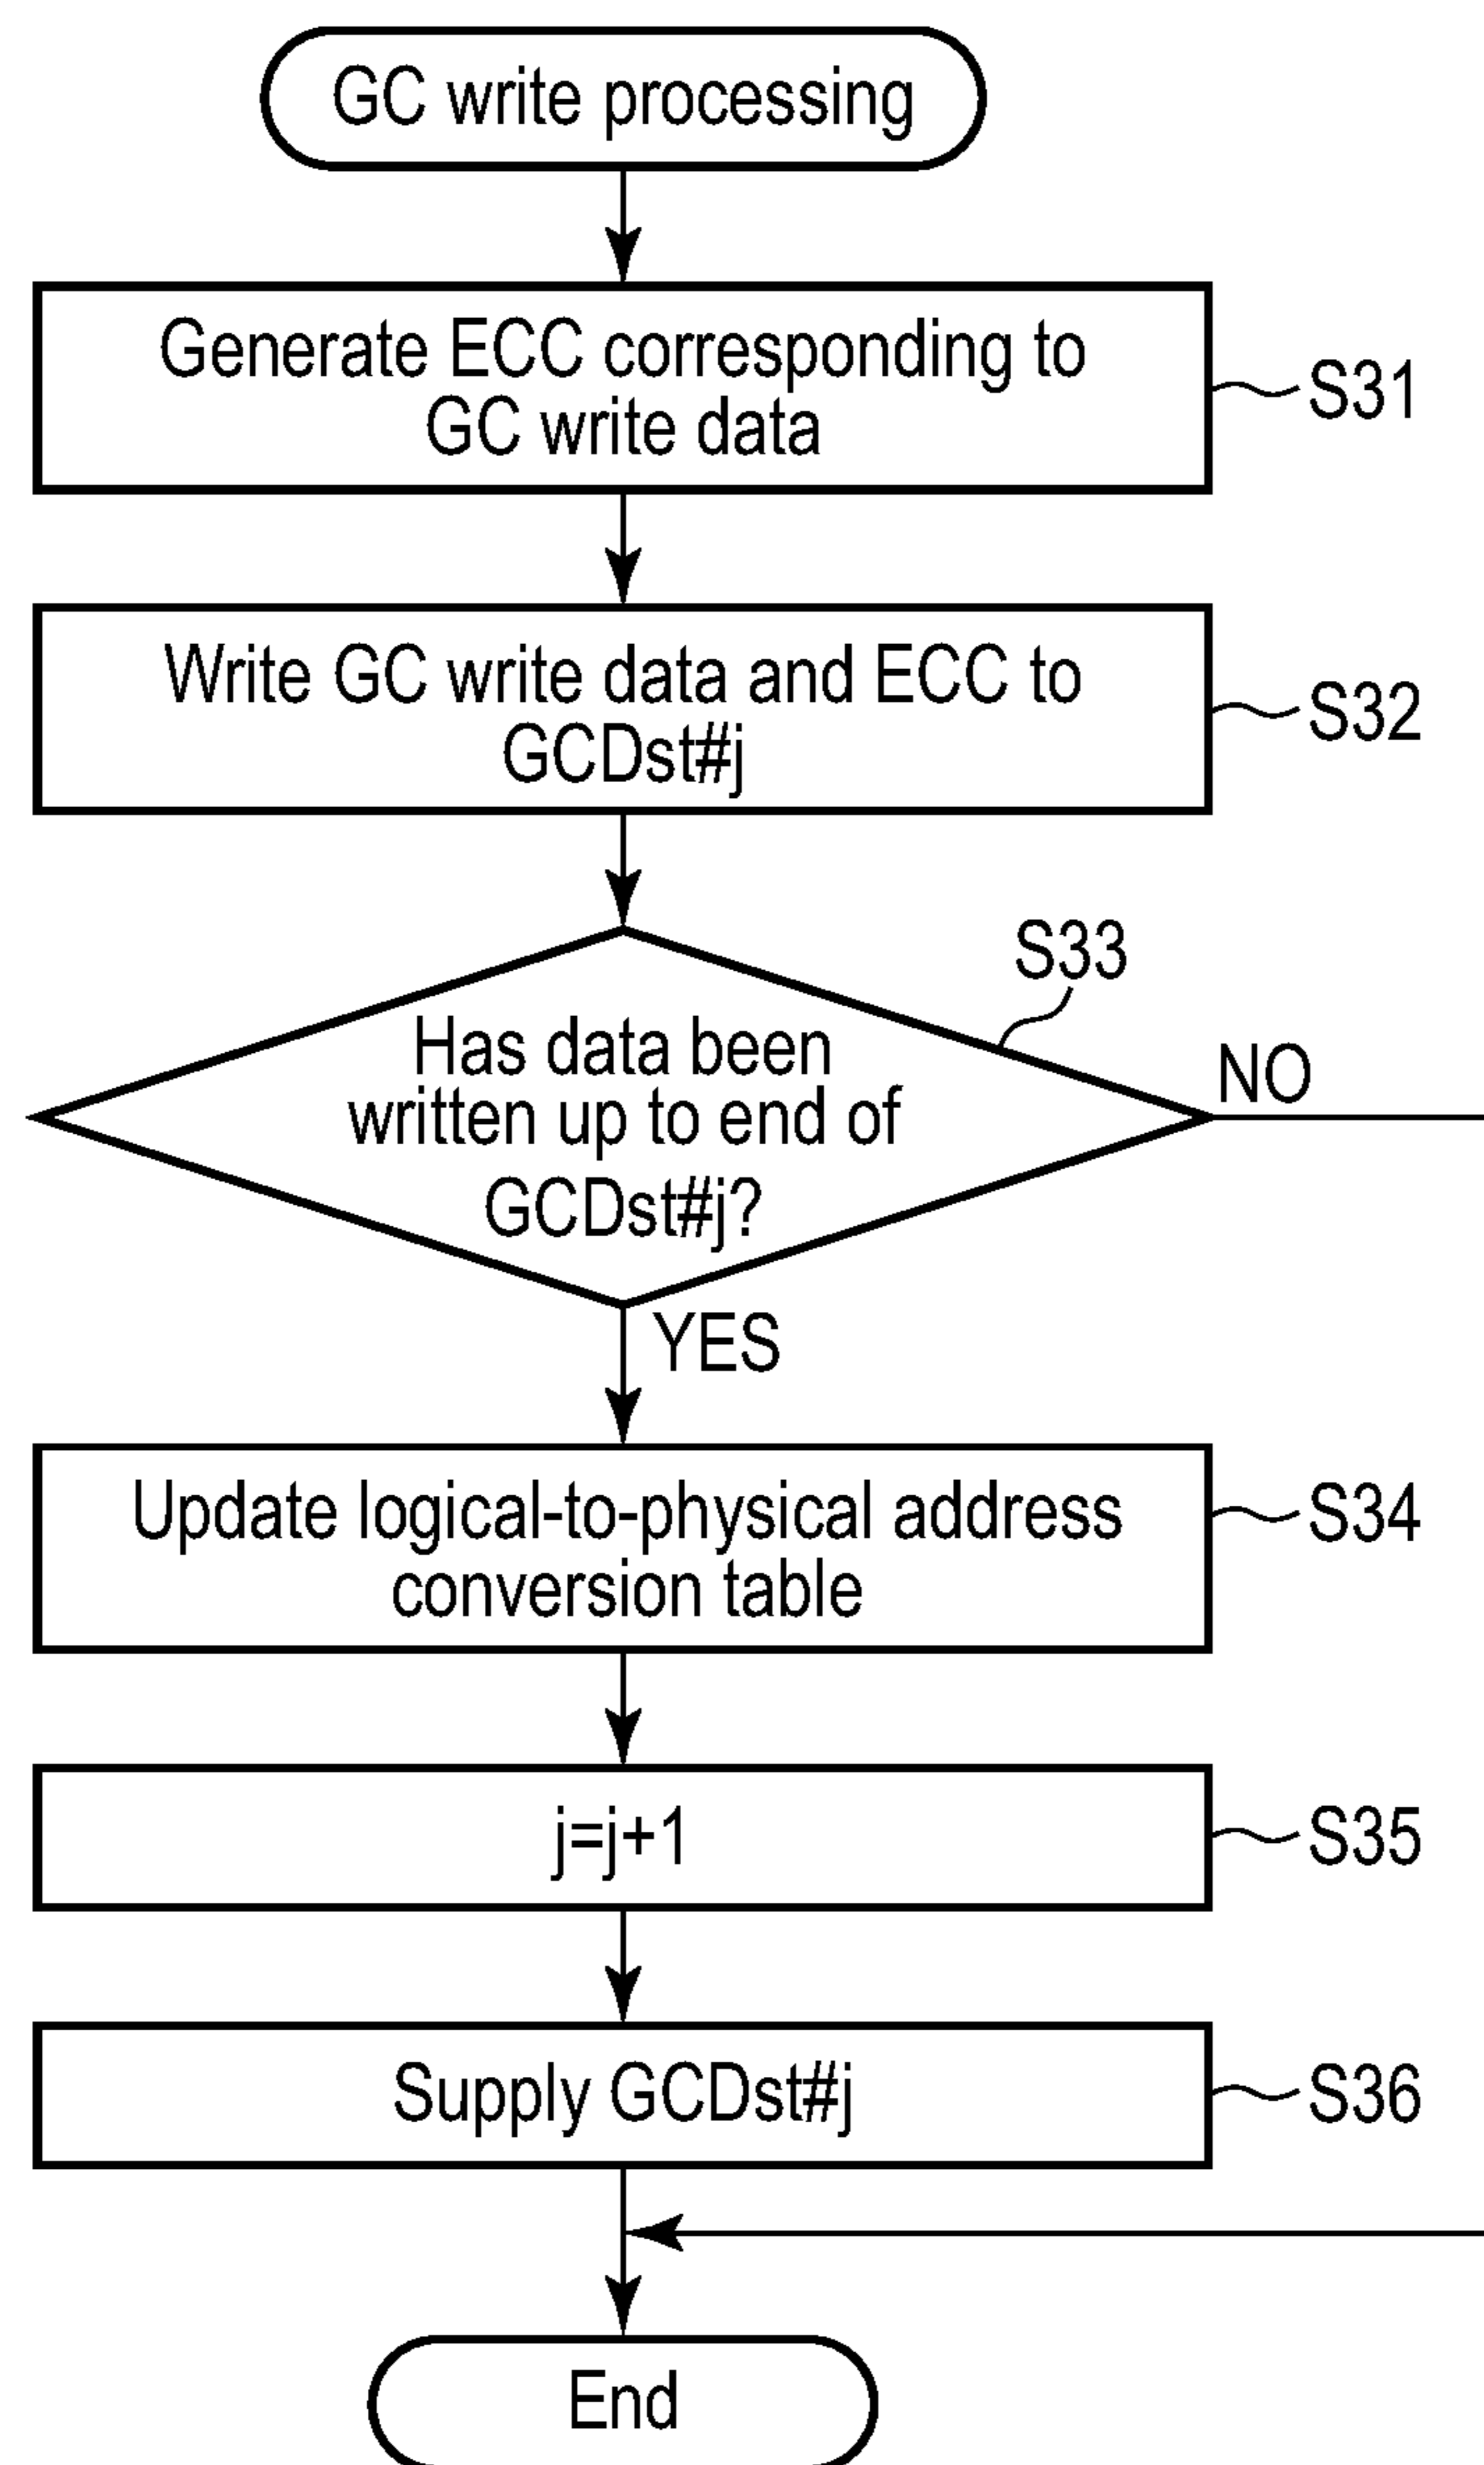 GC write processing
Generate ECC corresponding to
GC write data
S31
Write GC write data and ECC to
GCDst#j
S32
S33
Has data been
written up to end of
GCDst#j?
NO
YES
Update logical-to-physical address
conversion table
S34
j=j+1
S35
Supply GCDst#j
S36
End